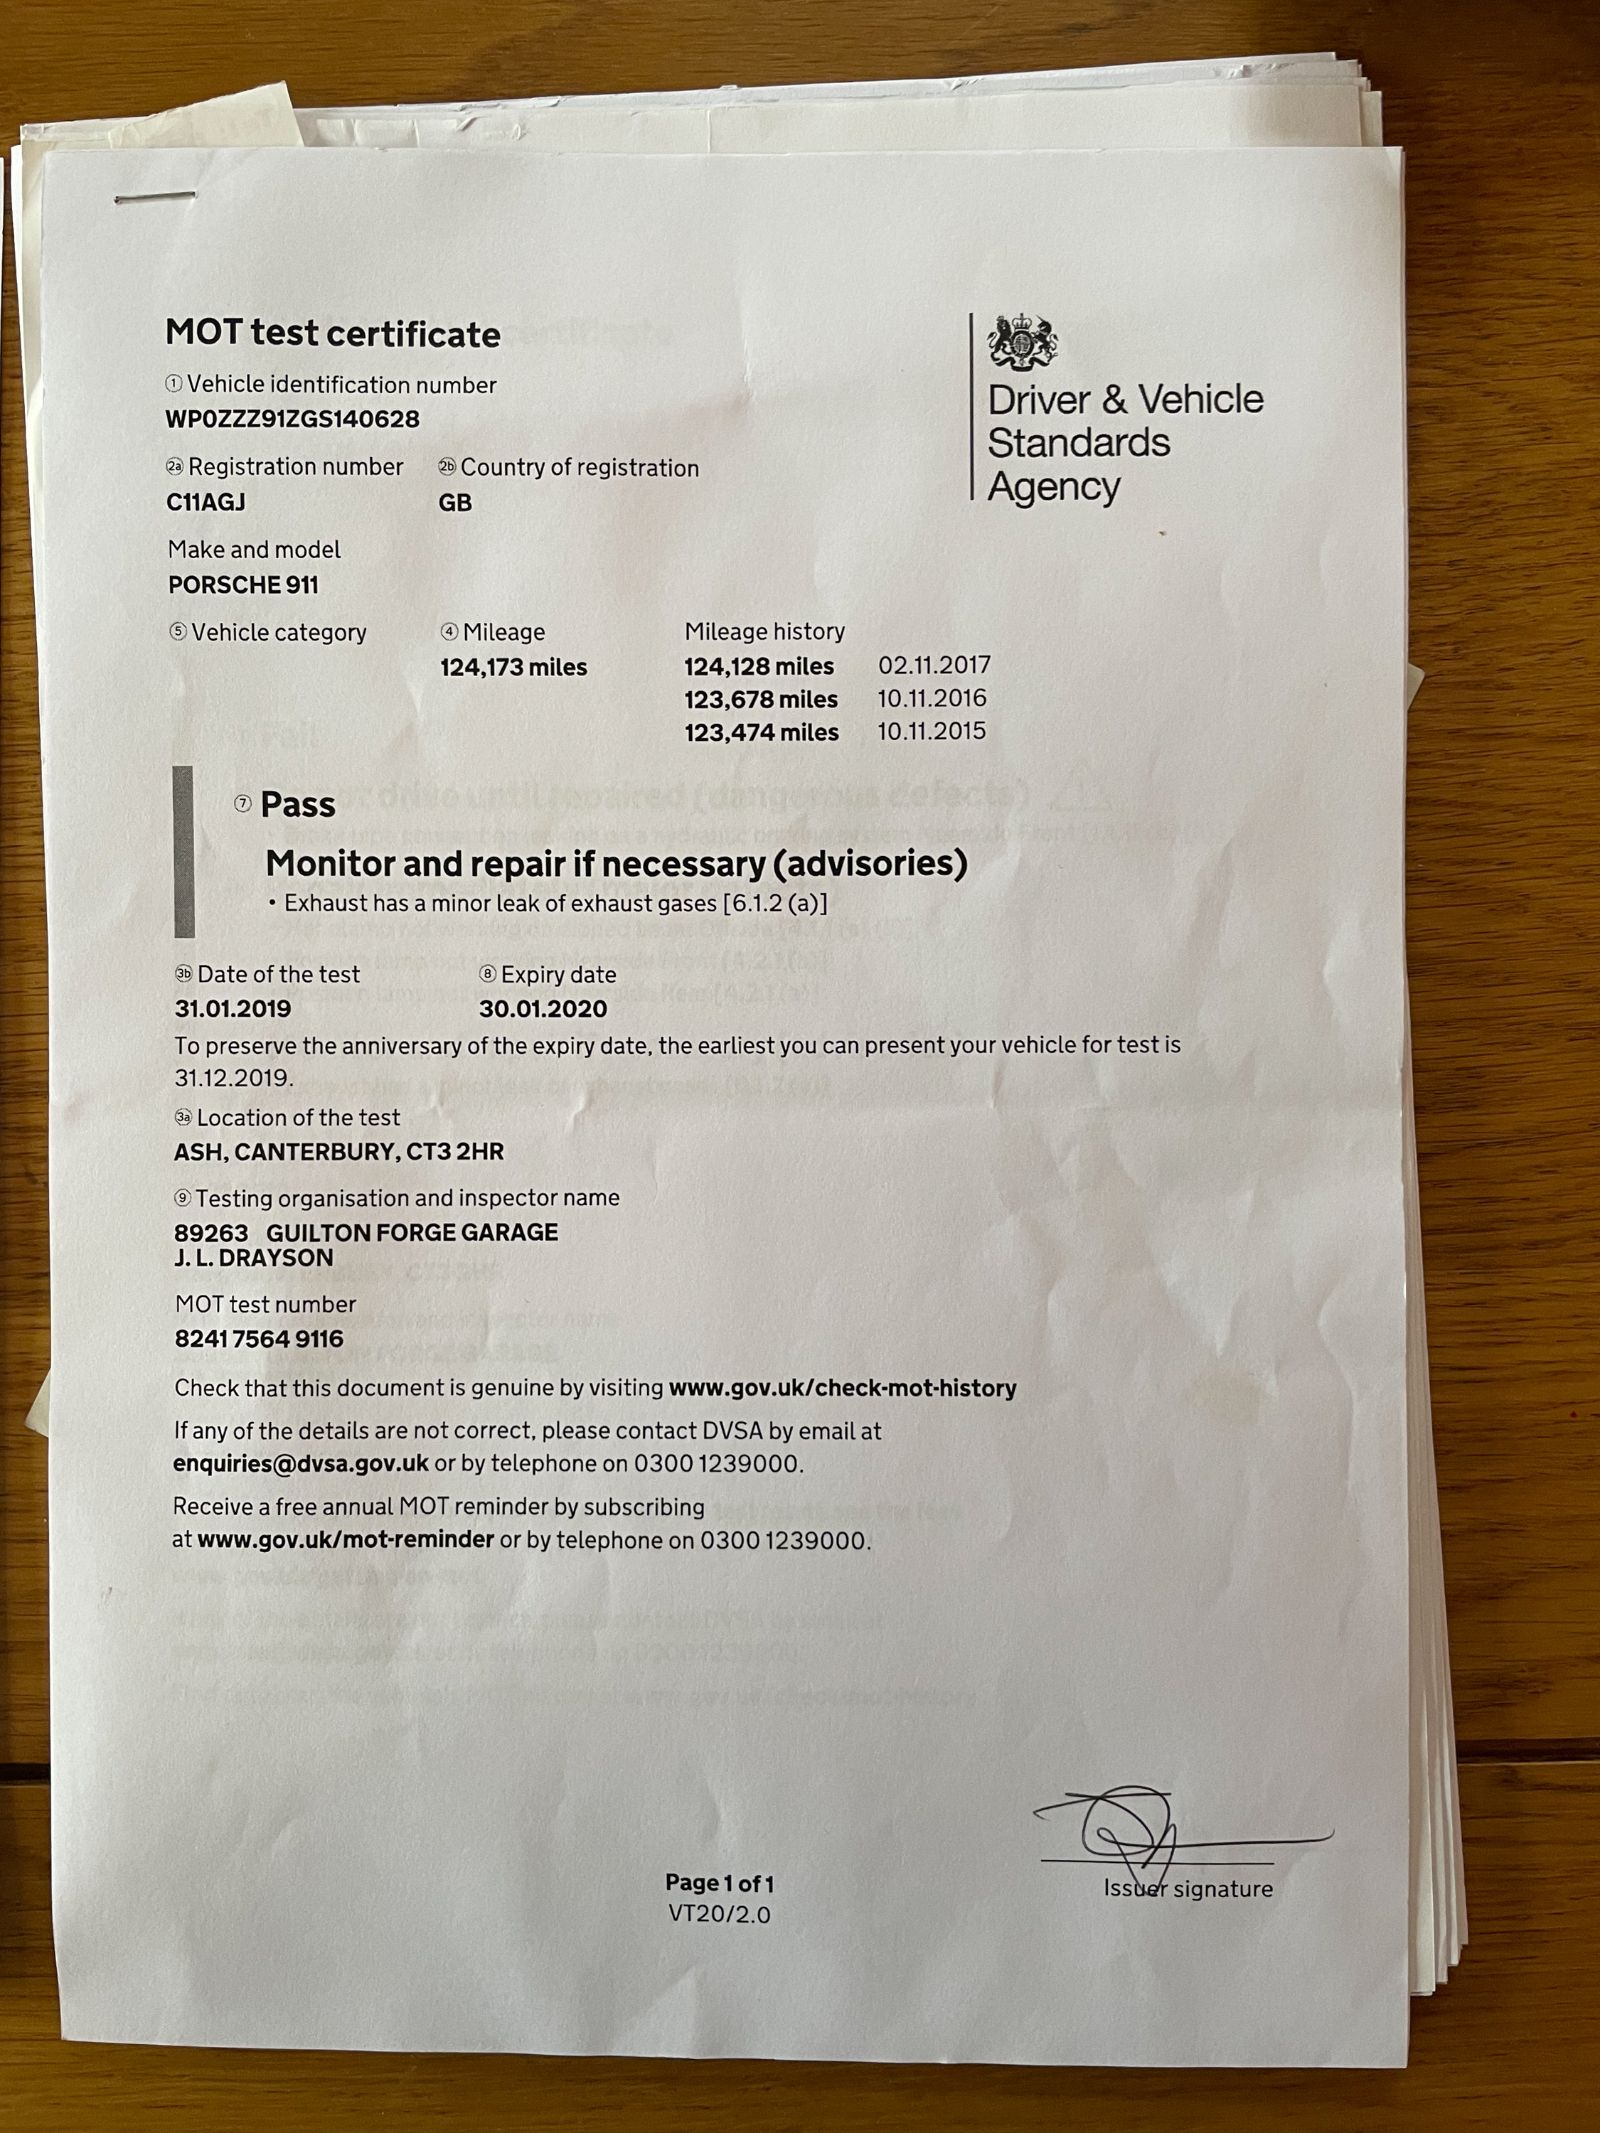 MOT test certificate
① Vehicle identification number
WP0ZZZ91ZGS140628
2a Registration number 2b Country of registration
C11AGJ GB
Make and model
PORSCHE 911
⑤ Vehicle category ④ Mileage Mileage history
124,173 miles 124,128 miles 02.11.2017
123,678 miles 10.11.2016
123,474 miles 10.11.2015
Driver & Vehicle
Standards
Agency
⑦ Pass
Monitor and repair if necessary (advisories)
• Exhaust has a minor leak of exhaust gases [6.1.2 (a)]
3b Date of the test ⑧ Expiry date
31.01.2019 30.01.2020
To preserve the anniversary of the expiry date, the earliest you can present your vehicle for test is
31.12.2019.
3a Location of the test
ASH, CANTERBURY, CT3 2HR
⑨ Testing organisation and inspector name
89263 GUILTON FORGE GARAGE
J. L. DRAYSON
MOT test number
8241 7564 9116
Check that this document is genuine by visiting www.gov.uk/check-mot-history
If any of the details are not correct, please contact DVSA by email at
enquiries@dvsa.gov.uk or by telephone on 0300 1239000.
Receive a free annual MOT reminder by subscribing
at www.gov.uk/mot-reminder or by telephone on 0300 1239000.
Page 1 of 1
VT20/2.0
Issuer signature